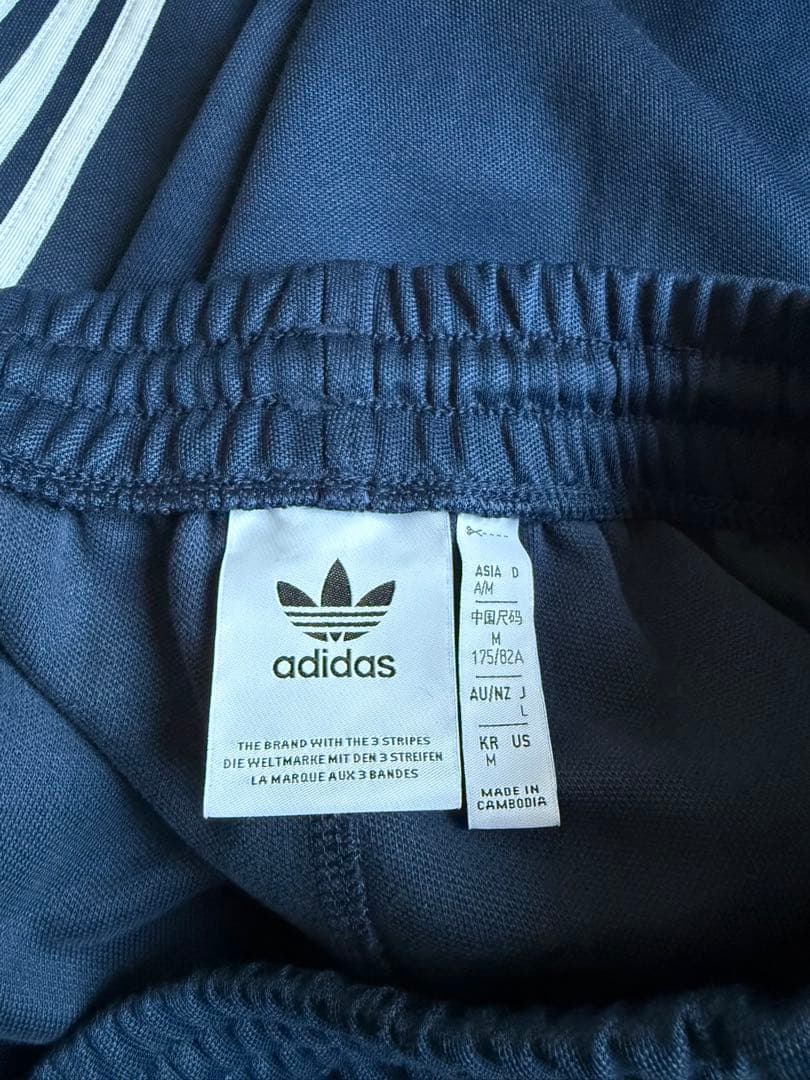 adidas
THE BRAND WITH THE 3 STRIPES
DIE WELTMARKE MIT DEN 3 STREIFEN
LA MARQUE AUX 3 BANDES
ASIA D
A/M
中国尺码
M
175/82A
AU/NZ J
L
KR US
M
MADE IN
CAMBODIA